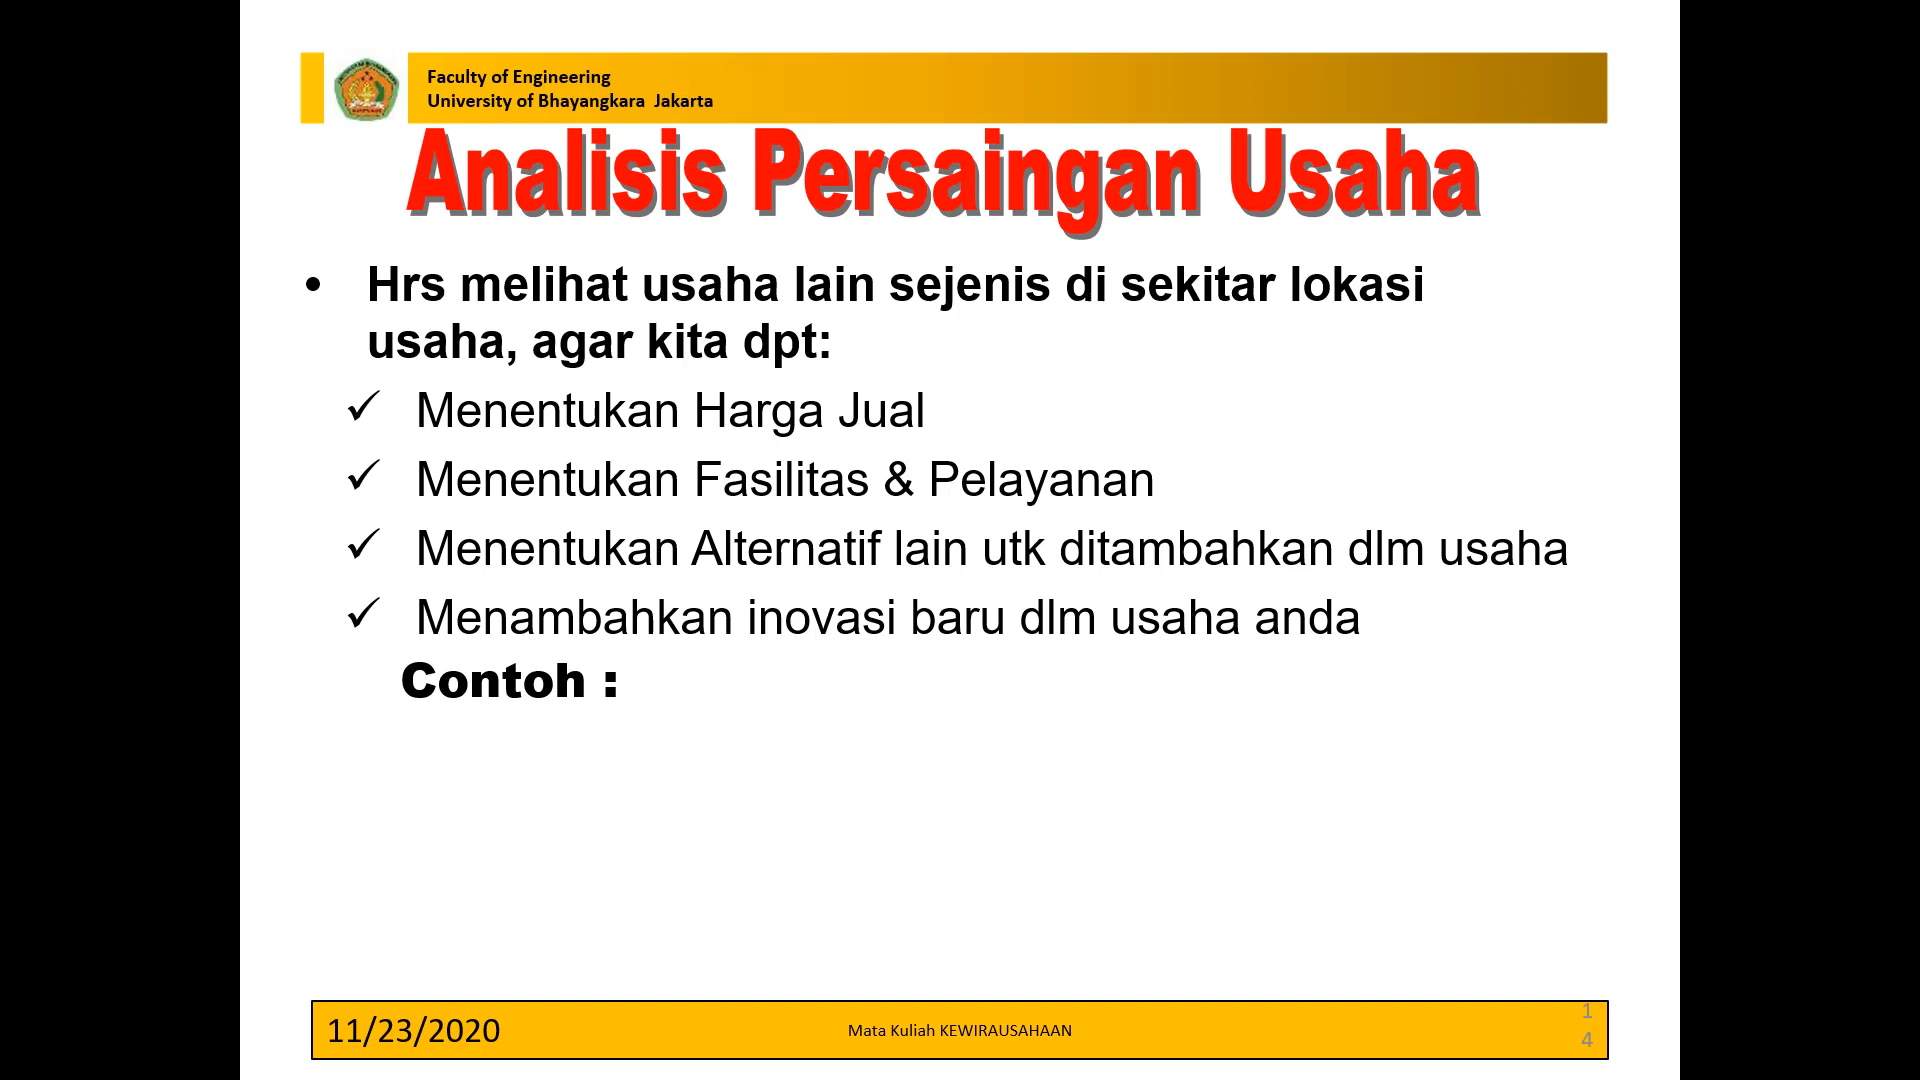 Faculty of Engineering
University of Bhayangkara Jakarta
Analisis Persaingan Usaha
• Hrs melihat usaha lain sejenis di sekitar lokasi
usaha, agar kita dpt:
✓ Menentukan Harga Jual
✓ Menentukan Fasilitas & Pelayanan
✓ Menentukan Alternatif lain utk ditambahkan dlm usaha
✓ Menambahkan inovasi baru dlm usaha anda
Contoh :
11/23/2020
Mata Kuliah KEWIRAUSAHAAN
1
4